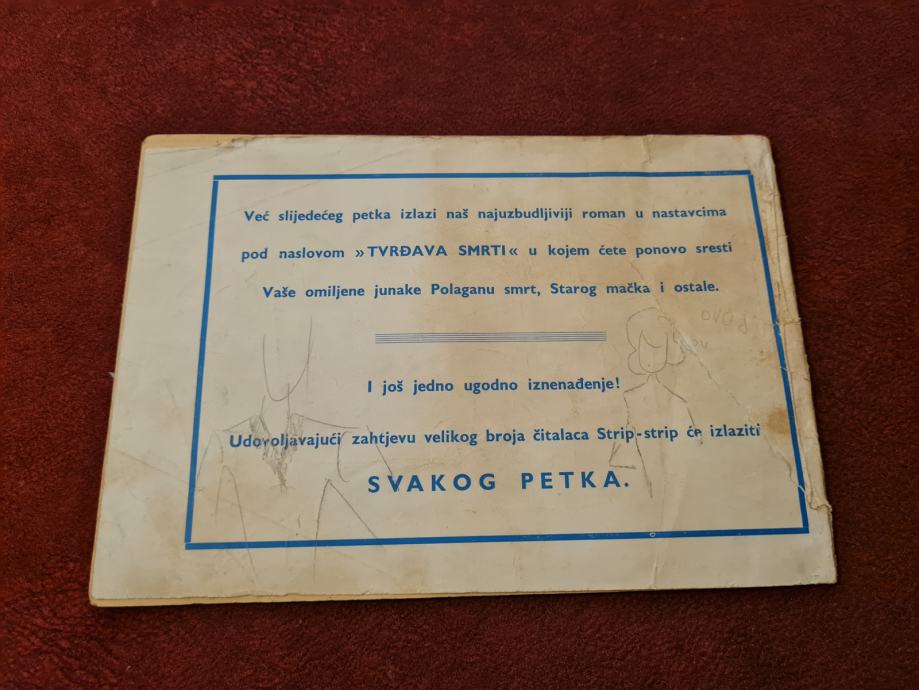 Već slijedećeg petka izlazi naš najuzbudljiviji roman u nastavcima
pod naslovom »TVRĐAVA SMRTI« u kojem ćete ponovo sresti
Vaše omiljene junake Polaganu smrt, Starog mačka i ostale.
I još jedno ugodno iznenađenje!
Udovoljavajući zahtjevu velikog broja čitalaca Strip-strip će izlaziti
SVAKOG PETKA.